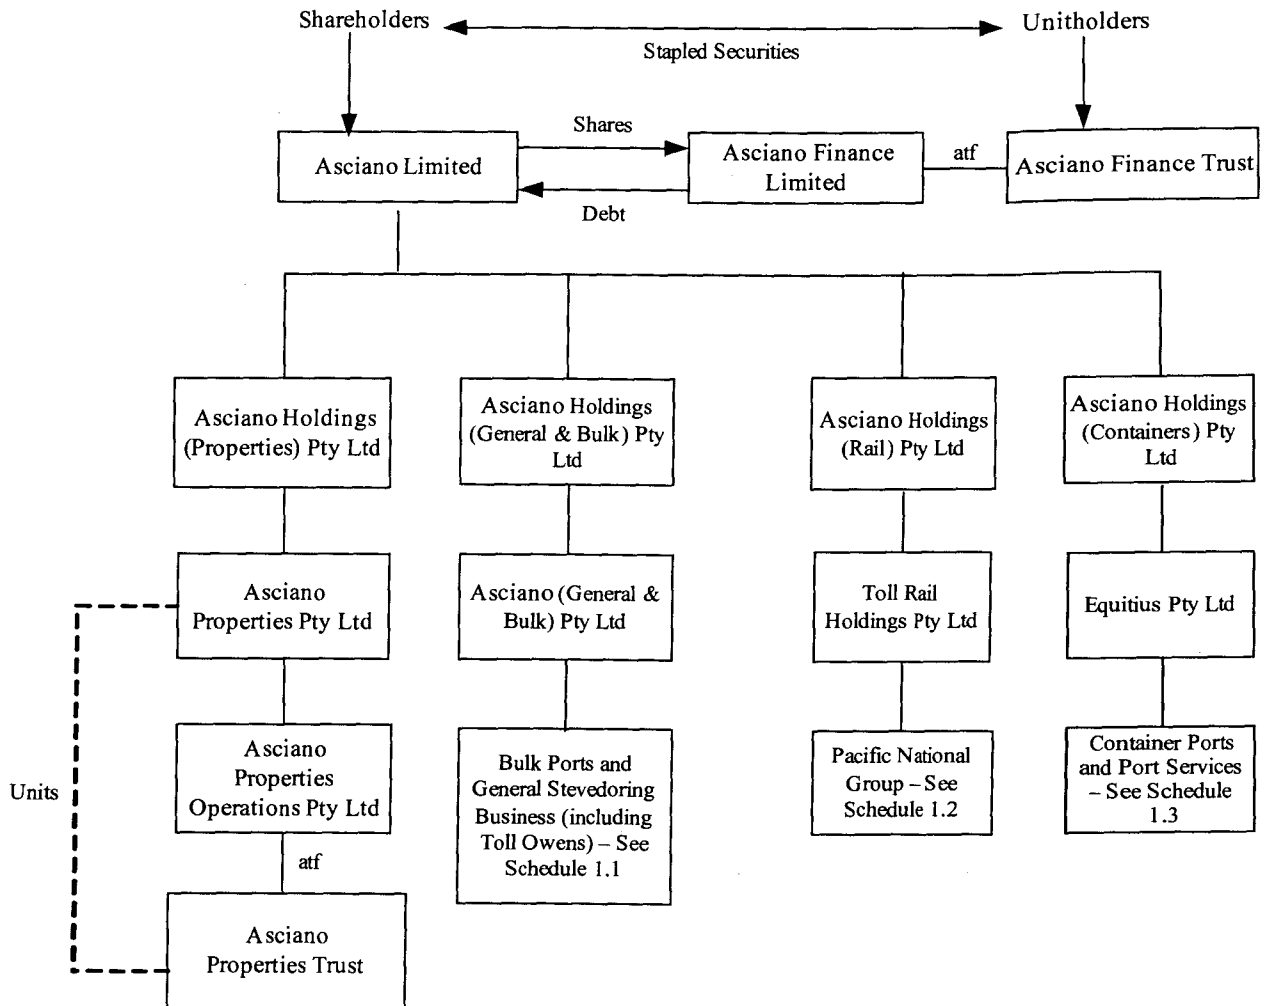 Shareholders
Unitholders
Stapled Securities
Shares
Asciano Limited
Asciano Finance
Limited
atf
Asciano Finance Trust
Debt
Asciano Holdings
(Properties) Pty Ltd
Asciano Holdings
(General & Bulk) Pty
Ltd
Asciano Holdings
(Rail) Pty Ltd
Asciano Holdings
(Containers) Pty
Ltd
Asciano
Properties Pty Ltd
Asciano (General &
Bulk) Pty Ltd
Toll Rail
Holdings Pty Ltd
Equitius Pty Ltd
Units
Asciano
Properties
Operations Pty Ltd
Bulk Ports and
General Stevedoring
Business (including
Toll Owens) – See
Schedule 1.1
Pacific National
Group – See
Schedule 1.2
Container Ports
and Port Services
– See Schedule
1.3
atf
Asciano
Properties Trust